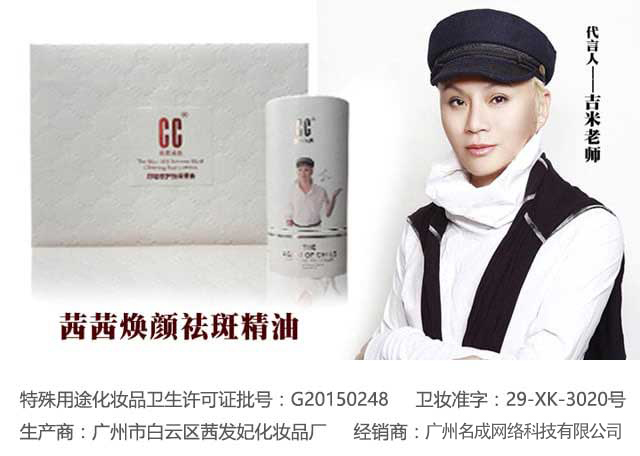 代言人——吉米老师
CC®
CC®
THE
茜茜焕颜祛斑精油
特殊用途化妆品卫生许可证批号：G20150248 卫妆准字：29-XK-3020号
生产商：广州市白云区茜发妃化妆品厂 经销商：广州名成网络科技有限公司